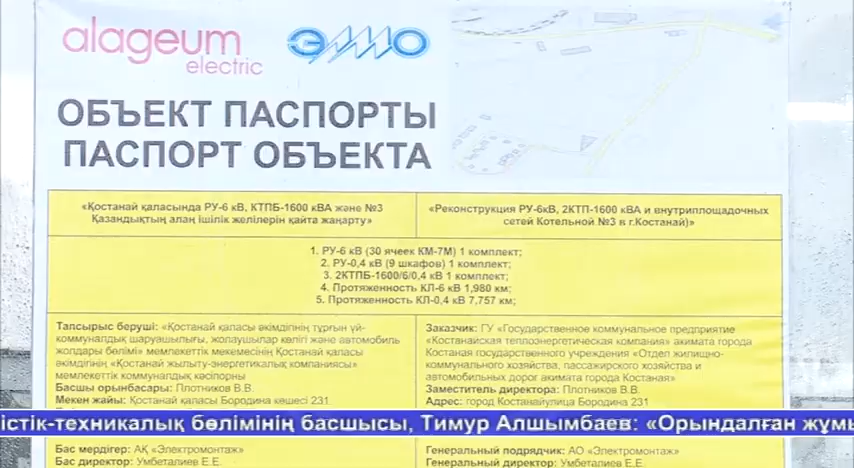 alageum
electric
ЭЛМО
ОБЪЕКТ ПАСПОРТЫ
ПАСПОРТ ОБЪЕКТА
«Қостанай қаласында РУ-6 кВ, КТПБ-1600 кВА және №3
Қазандықтың алаң ішілік желілерін қайта жаңарту»
«Реконструкция РУ-6кВ, 2КТП-1600 кВА и внутриплощадочных
сетей Котельной №3 в г.Костанай)»
1. РУ-6 кВ (30 ячеек КМ-7М) 1 комплект;
2. РУ-0,4 кВ (9 шкафов) 1 комплект;
3. 2КТПБ-1600/6/0,4 кВ 1 комплект;
4. Протяженность КЛ-6 кВ 1,980 км;
5. Протяженность КЛ-0,4 кВ 7,757 км;
Тапсырыс беруші: «Қостанай қаласы әкімдпнің тұрғын үй-
коммуналдық шаруашылығы, жолаушылар көлігі және автомобиль
жолдары бөлімі» мемлекеттік мекемесінің Қостанай қаласы
әкімдпнің «Қостанай жылыту-энергетикалық компаниясы»
мемлекеттік коммуналдық кәсіпорны
Басшы орынбасары: Плотников В.В.
Мекен жайы: Қостанай қаласы Бородина көшесі 231
Заказчик: ГУ «Государственное коммунальное предприятие
«Костанайская теплоэнергетическая компания» акимата города
Костаная государственного учреждения «Отдел жилищно-
коммунального хозяйства, пассажирского хозяйства и
автомобильных дорог акимата города Костаная»
Заместитель директора: Плотников В.В.
Адрес: город Костанайулица Бородина 231
істік-техникалық бөлімінің басшысы, Тимур Алшымбаев: «Орындалған жұмы
Бас мердігер: АҚ «Электромонтаж»
Бас директор: Умбеталиев Е.Е.
Генеральный подрядчик: АО «Электромонтаж»
Генеральный директор: Умбеталиев Е.Е.